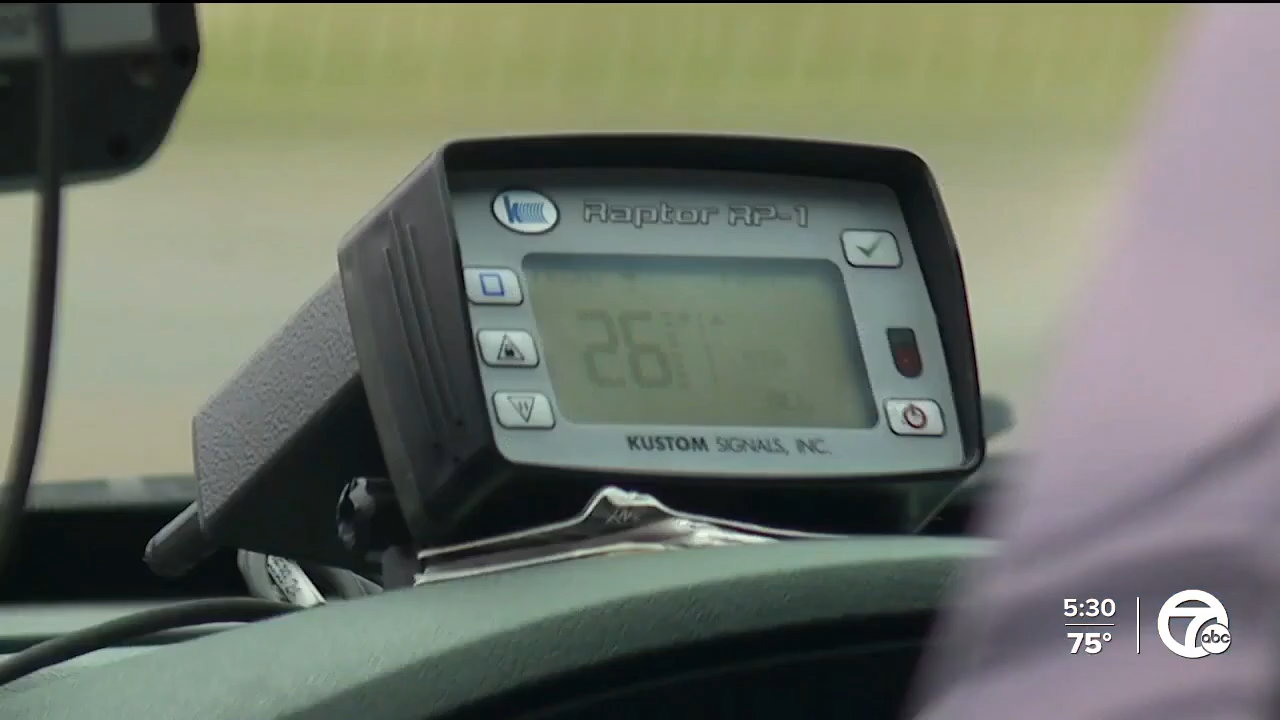 Raptor RP-1
26
KUSTOM SIGNALS, INC.
5:30
75°
7 abc